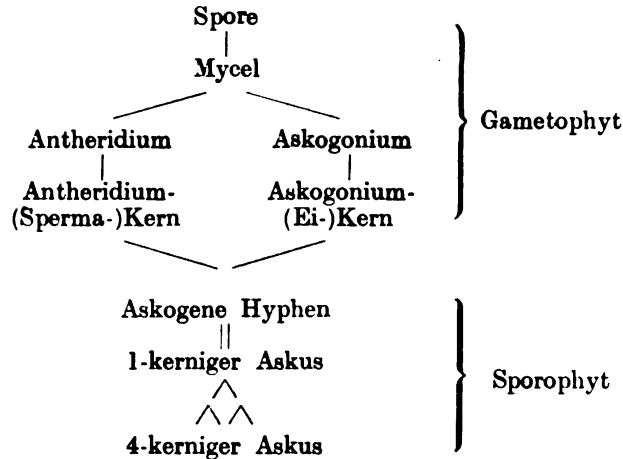 Spore
Mycel
Antheridium Askogonium
Antheridium- Askogonium-
(Sperma-)Kern (Ei-)Kern
Gametophyt
Askogene Hyphen
1-kerniger Askus
4-kerniger Askus
Sporophyt